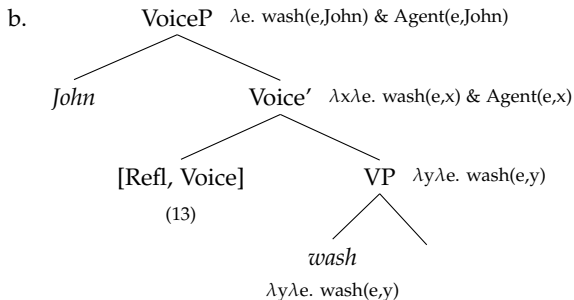 b. VoiceP λe. wash(e,John) & Agent(e,John)
John Voice’ λxλe. wash(e,x) & Agent(e,x)
[Refl, Voice] VP λyλe. wash(e,y)
(13)
wash
λyλe. wash(e,y)